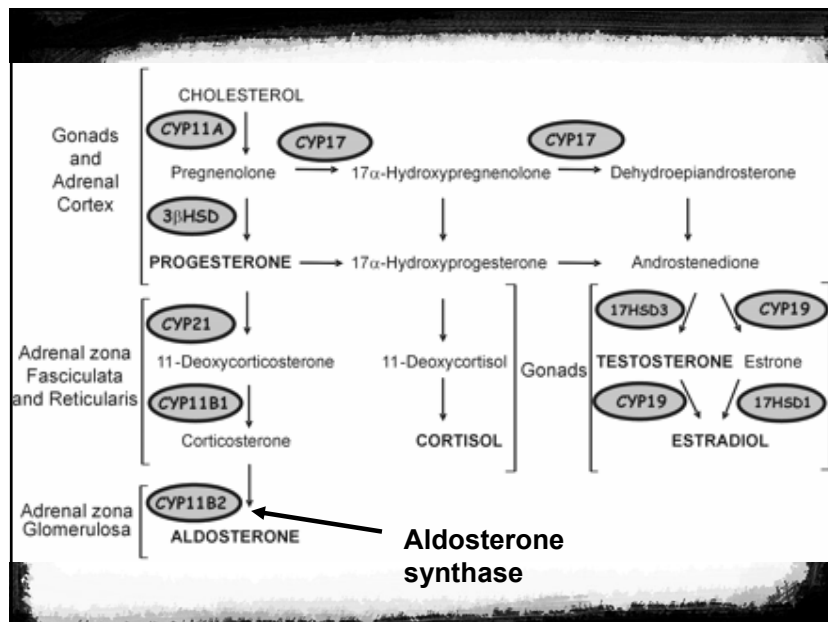 CHOLESTEROL
CYP11A
CYP17
CYP17
Gonads
and
Adrenal
Cortex
Pregnenolone
17α-Hydroxypregnenolone
Dehydroepiandrosterone
3βHSD
PROGESTERONE
17α-Hydroxyprogesterone
Androstenedione
CYP21
17HSD3
CYP19
Adrenal zona
Fasciculata
and Reticularis
11-Deoxycorticosterone
11-Deoxycortisol
Gonads
TESTOSTERONE
Estrone
CYP11B1
CYP19
17HSD1
Corticosterone
CORTISOL
ESTRADIOL
CYP11B2
Adrenal zona
Glomerulosa
ALDOSTERONE
Aldosterone
synthase